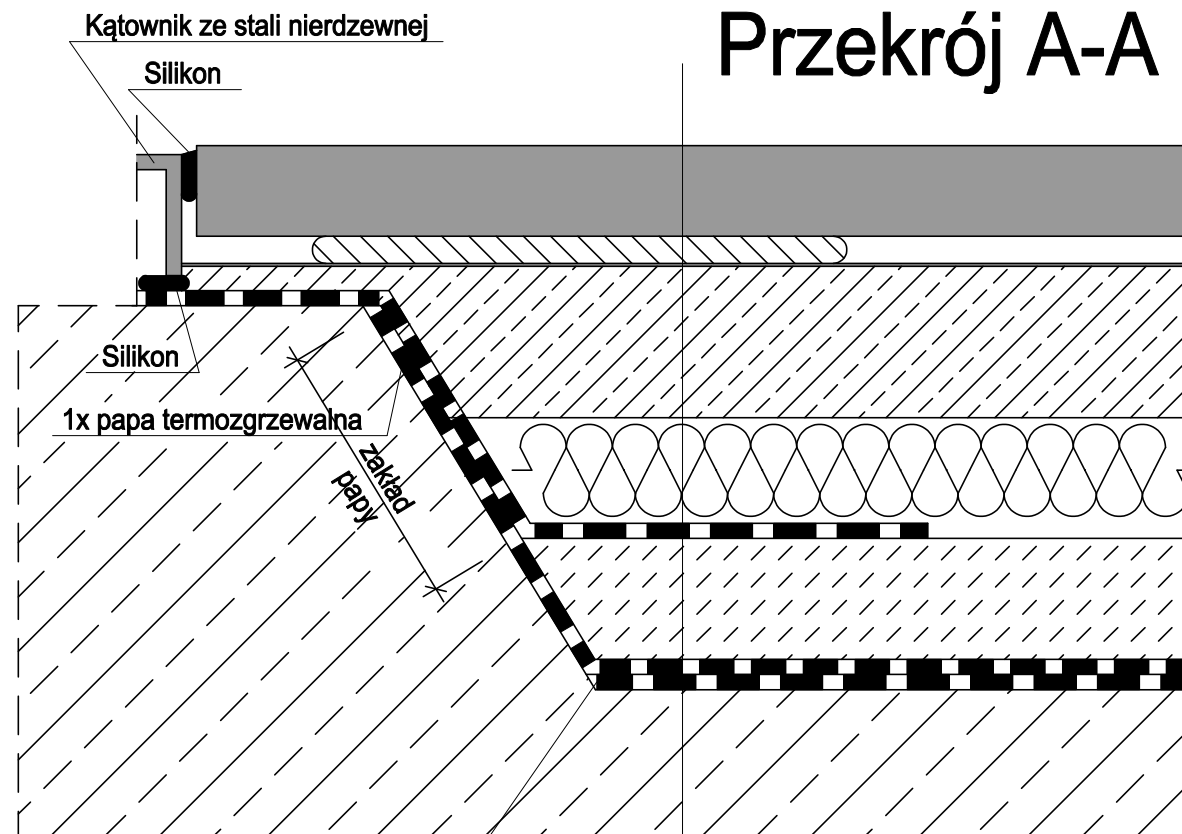 Kątownik ze stali nierdzewnej
Przekrój A-A
Silikon
Silikon
1x papa termozgrzewalna
zakład
papy